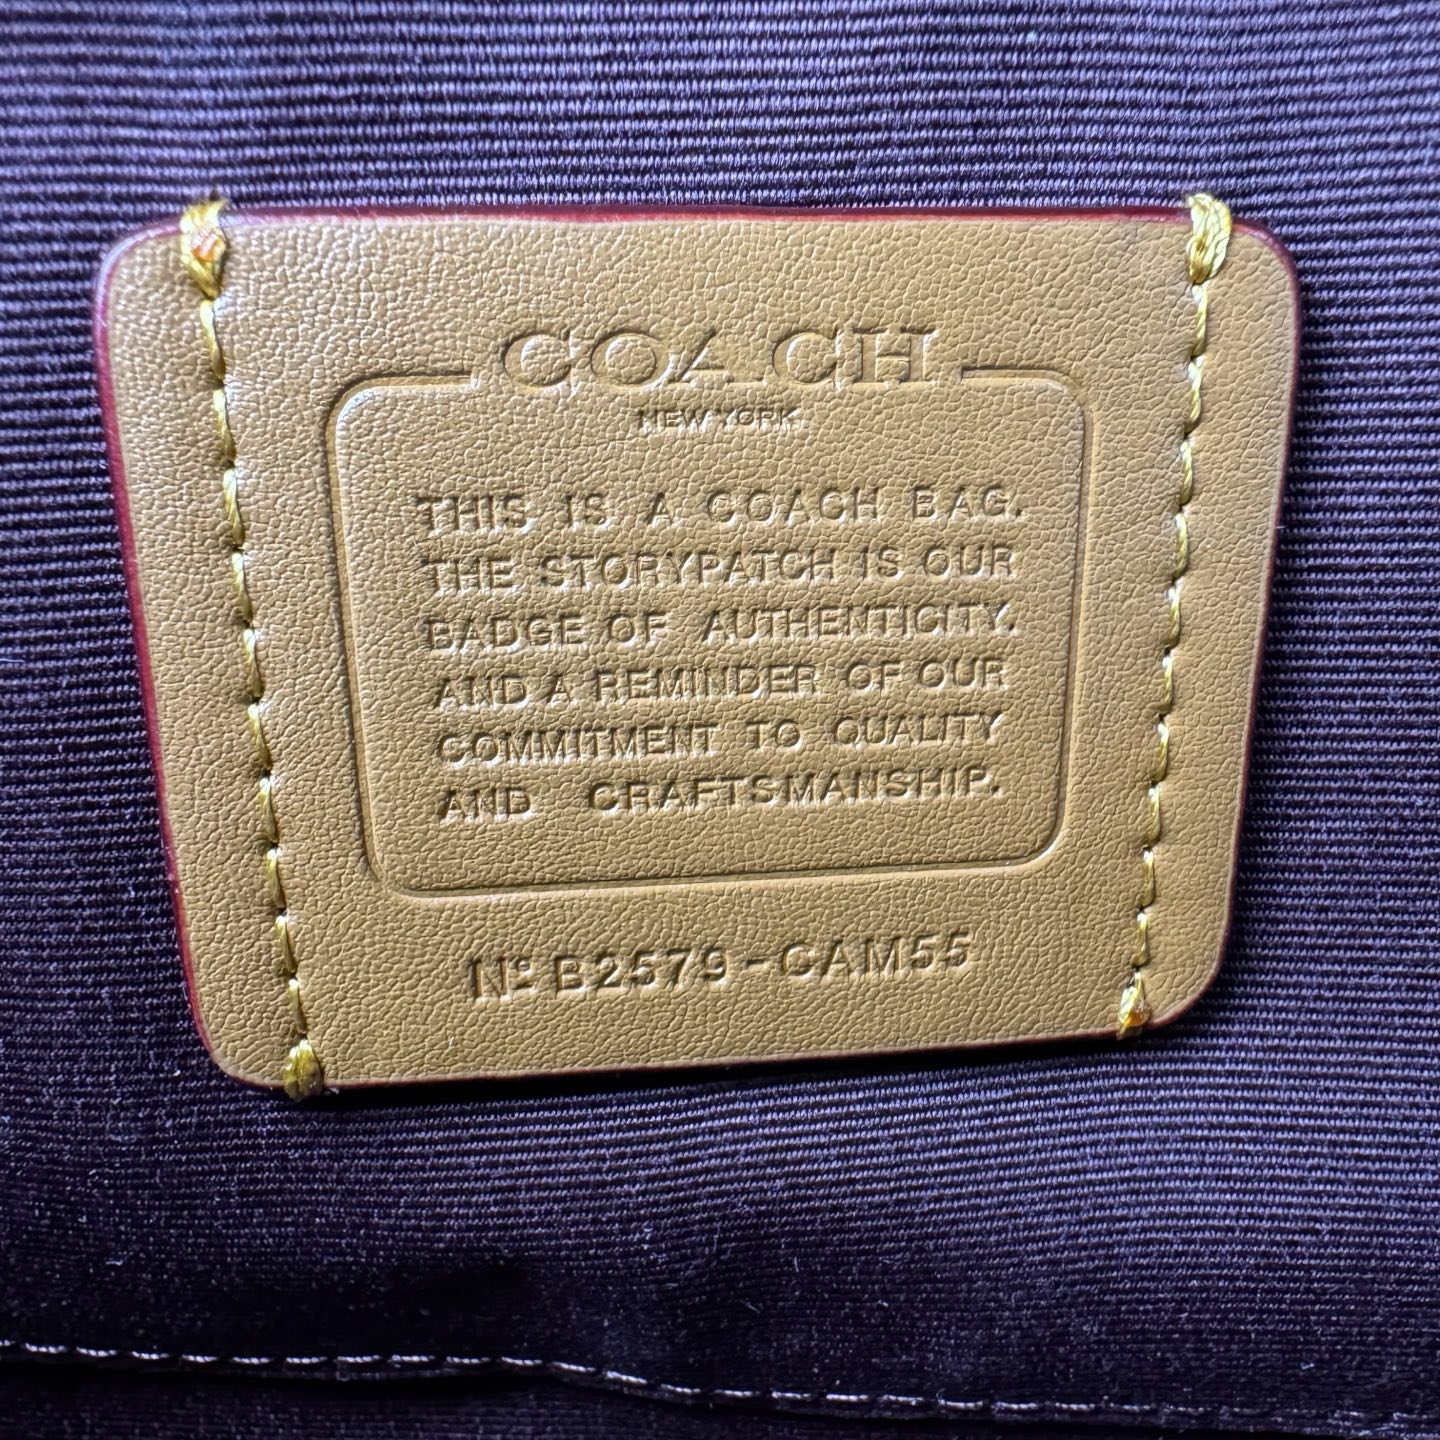 COACH
NEW YORK
THIS IS A COACH BAG.
THE STORYPATCH IS OUR
BADGE OF AUTHENTICITY.
AND A REMINDER OF OUR
COMMITMENT TO QUALITY
AND CRAFTSMANSHIP.
Nº B2579-CAM55